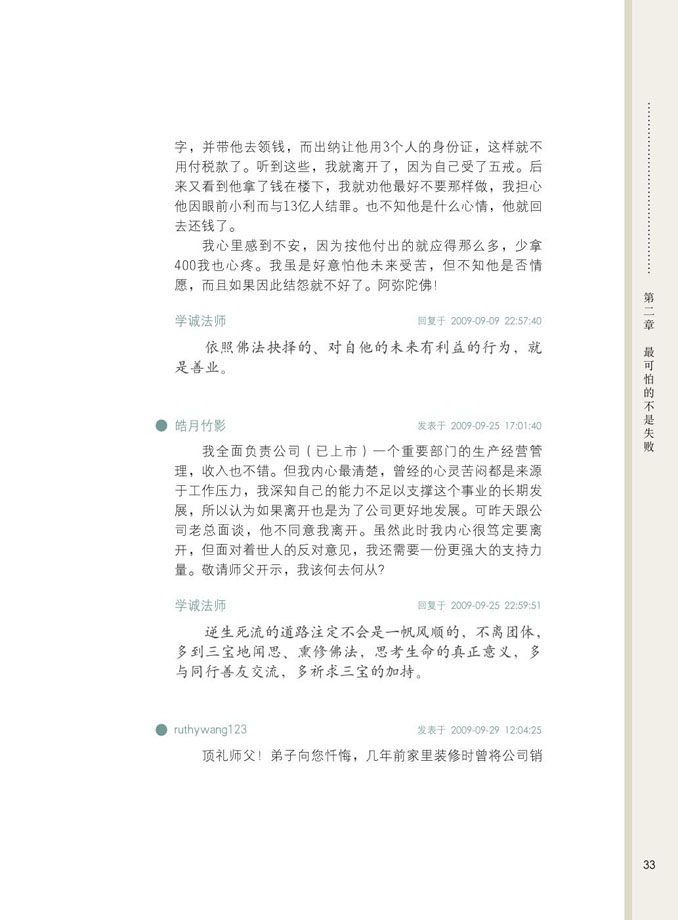 字，并带他去领钱，而出纳让他用3个人的身份证，这样就不
用付税款了。听到这些，我就离开了，因为自己受了五戒。后
来又看到他拿了钱在楼下，我就劝他最好不要那样做，我担心
他因眼前小利而与13亿人结罪。也不知他是什么心情，他就回
去还钱了。
我心里感到不安，因为按他付出的就应得那么多，少拿
400我也心疼。我虽是好意怕他未来受苦，但不知他是否情
愿，而且如果因此结怨就不好了。阿弥陀佛！
学诚法师 回复于 2009-09-09 22:57:40
依照佛法抉择的、对自他的未来有利益的行为，就
是善业。
皓月竹影 发表于 2009-09-25 17:01:40
我全面负责公司（已上市）一个重要部门的生产经营管
理，收入也不错。但我内心最清楚，曾经的心灵苦闷都是来源
于工作压力，我深知自己的能力不足以支撑这个事业的长期发
展，所以认为如果离开也是为了公司更好地发展。可昨天跟公
司老总面谈，他不同意我离开。虽然此时我内心很笃定要离
开，但面对着世人的反对意见，我还需要一份更强大的支持力
量。敬请师父开示，我该何去何从？
学诚法师 回复于 2009-09-25 22:59:51
逆生死流的道路注定不会是一帆风顺的，不离团体，
多到三宝地闻思、熏修佛法，思考生命的真正意义，多
与同行善友交流，多祈求三宝的加持。
ruthywang123 发表于 2009-09-29 12:04:25
顶礼师父！弟子向您忏悔，几年前家里装修时曾将公司销
第二章 最可怕的不是失败
33